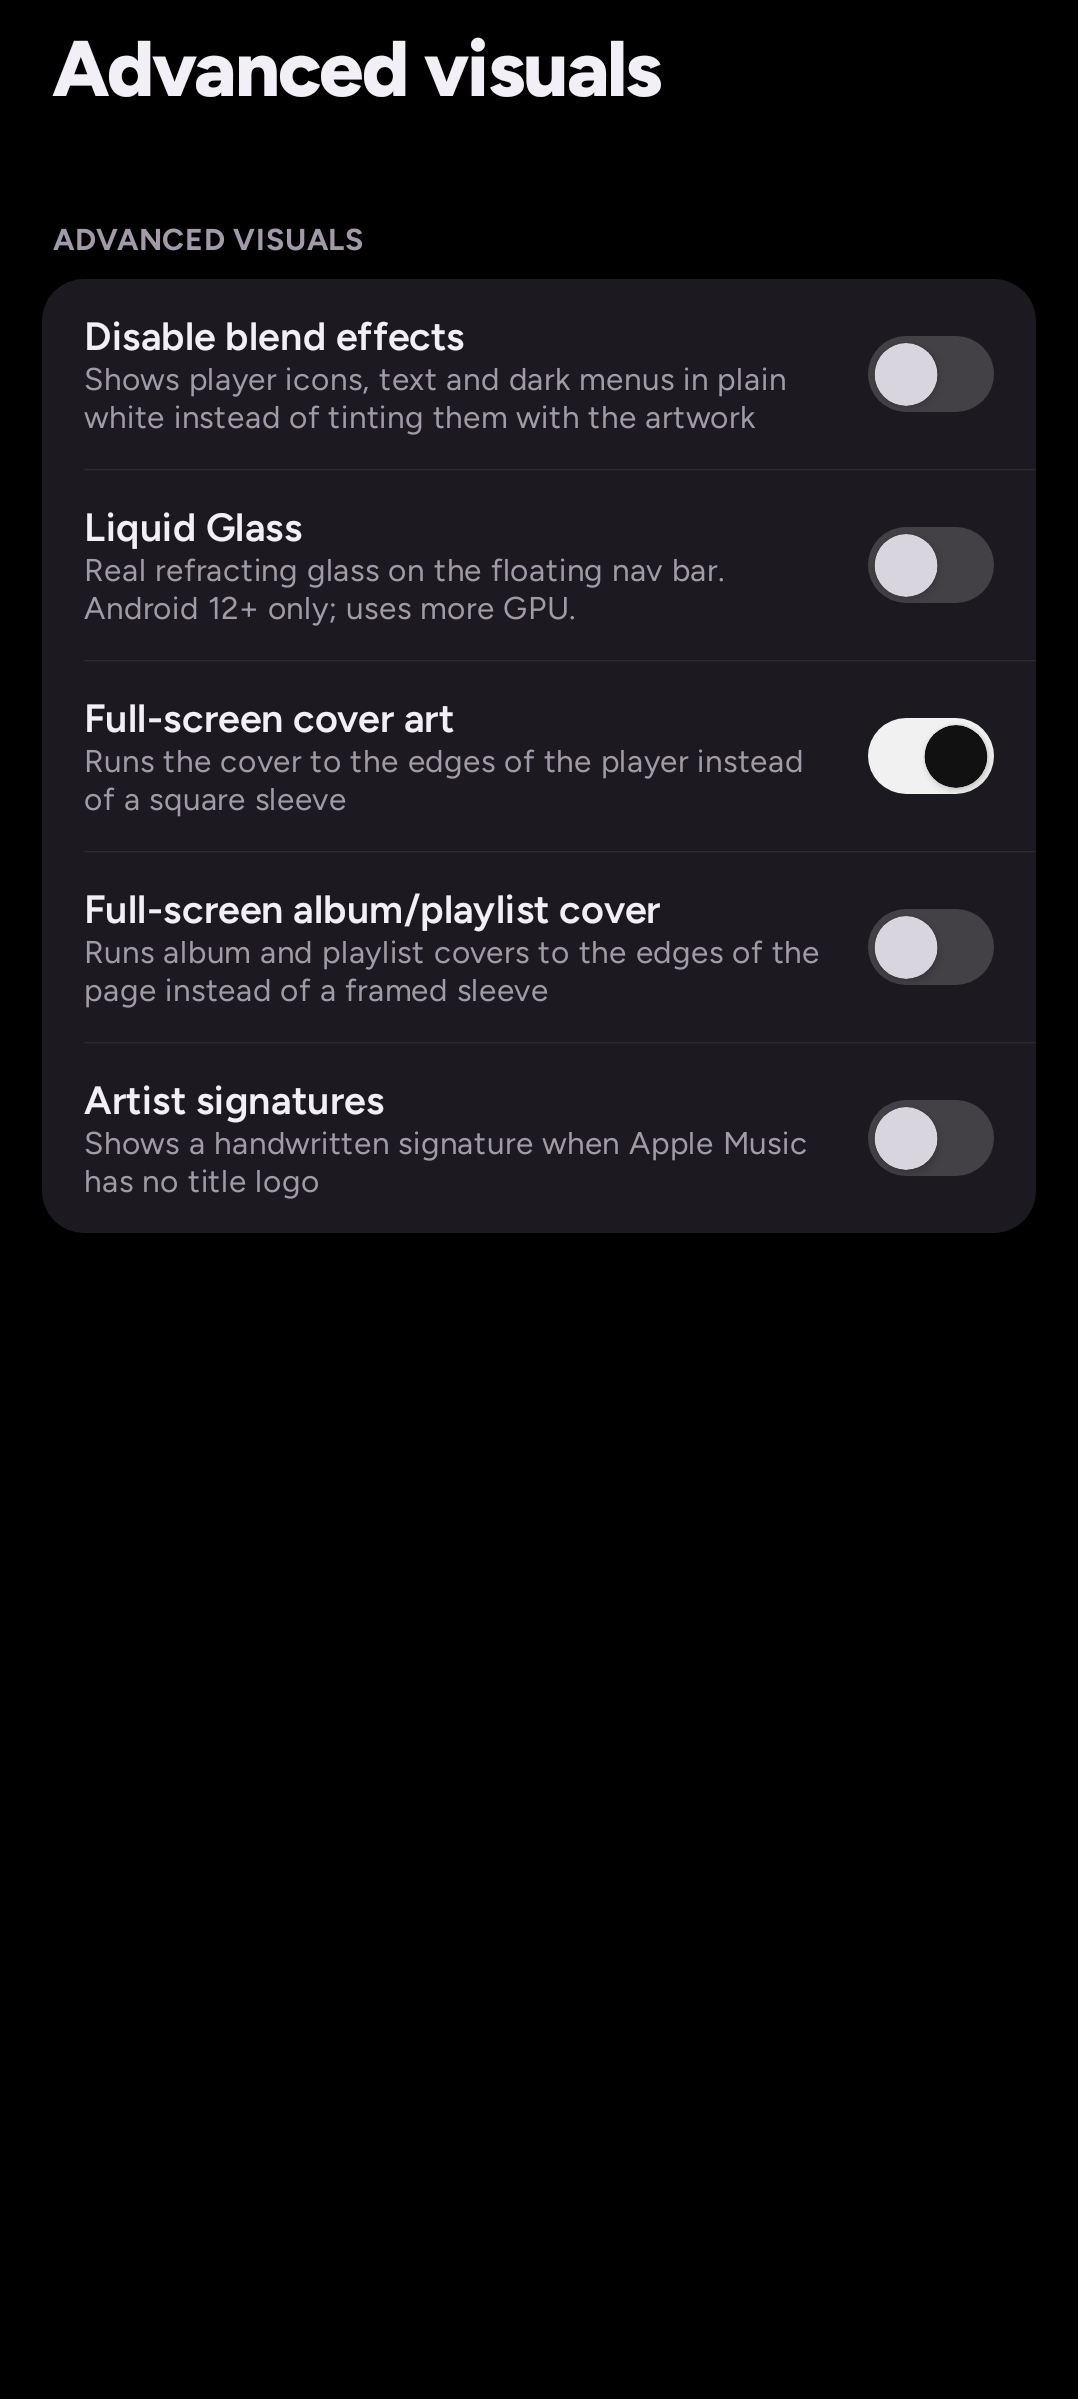 Advanced visuals
ADVANCED VISUALS
Disable blend effects
Shows player icons, text and dark menus in plain
white instead of tinting them with the artwork
Liquid Glass
Real refracting glass on the floating nav bar.
Android 12+ only; uses more GPU.
Full-screen cover art
Runs the cover to the edges of the player instead
of a square sleeve
Full-screen album/playlist cover
Runs album and playlist covers to the edges of the
page instead of a framed sleeve
Artist signatures
Shows a handwritten signature when Apple Music
has no title logo